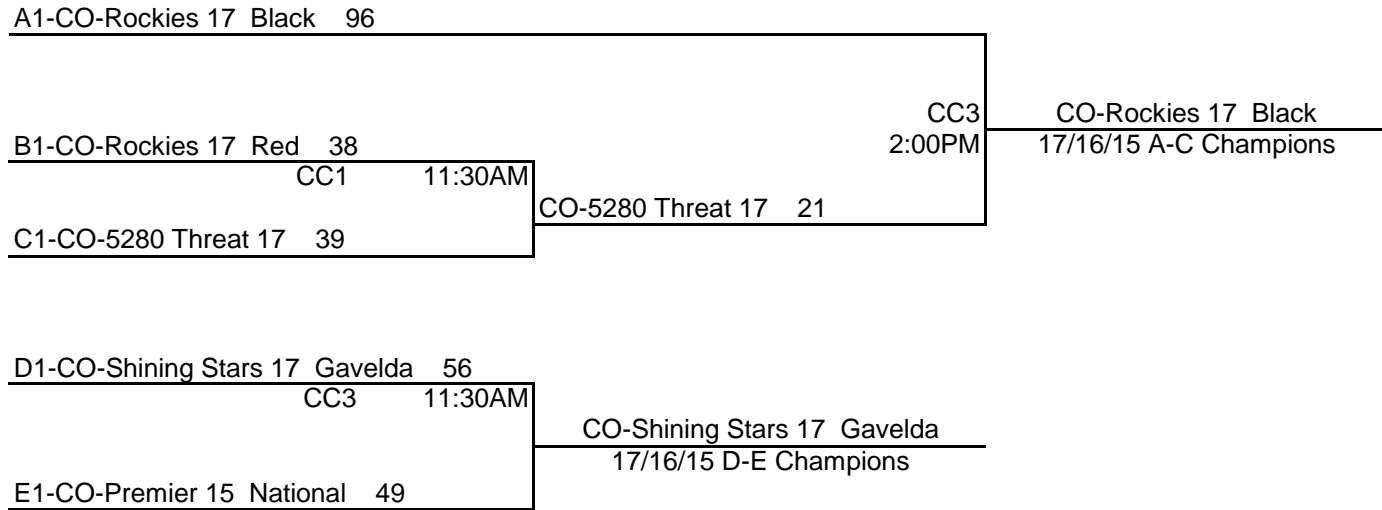 A1-CO-Rockies 17 Black 96
CC3 CO-Rockies 17 Black
B1-CO-Rockies 17 Red 38 2:00PM 17/16/15 A-C Champions
CC1 11:30AM
CO-5280 Threat 17 21
C1-CO-5280 Threat 17 39
D1-CO-Shining Stars 17 Gavelda 56
CC3 11:30AM
CO-Shining Stars 17 Gavelda
17/16/15 D-E Champions
E1-CO-Premier 15 National 49